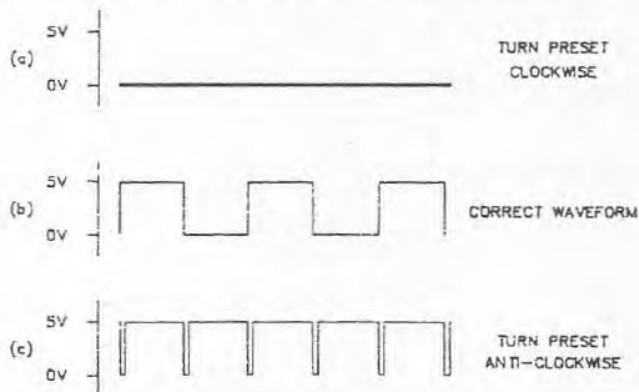 5V
(a)
0V
TURN PRESET
CLOCKWISE
5V
(b)
0V
CORRECT WAVEFORM
5V
(c)
0V
TURN PRESET
ANTI-CLOCKWISE